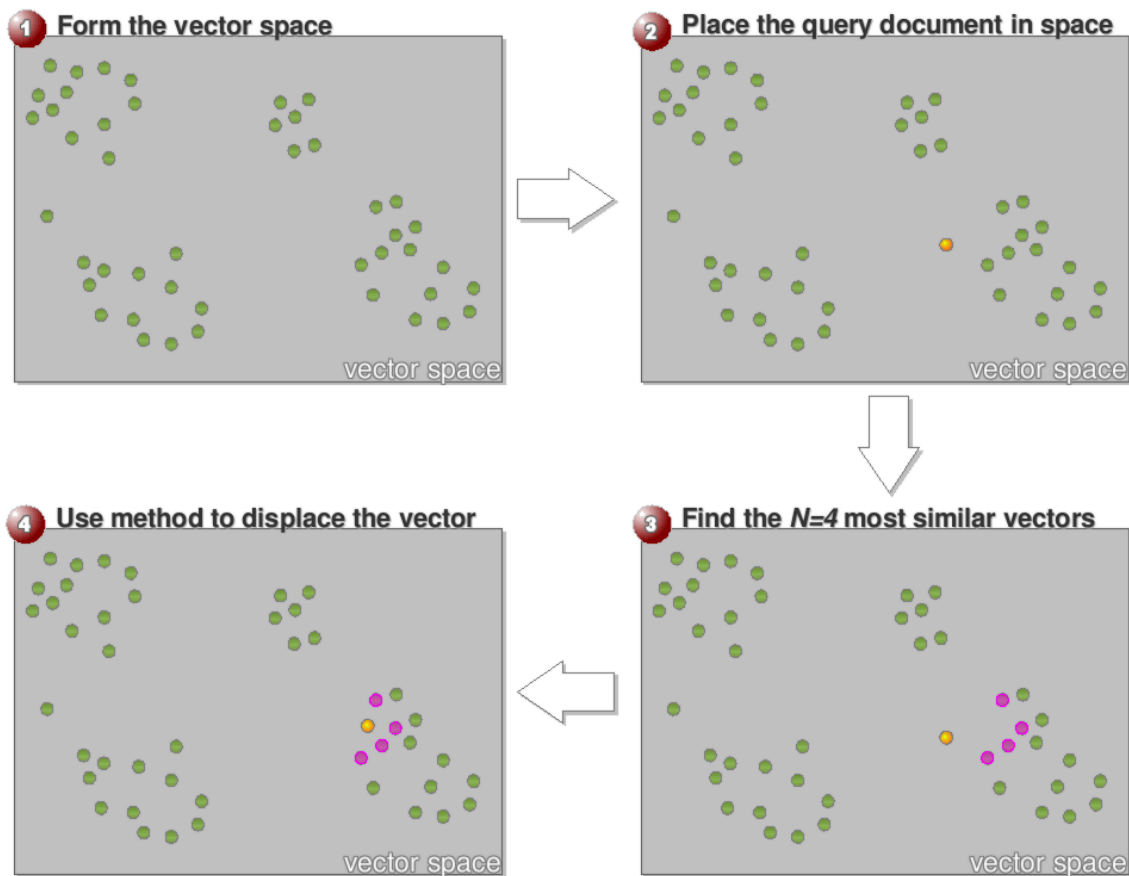 1 Form the vector space
vector space
2 Place the query document in space
vector space
3 Find the N=4 most similar vectors
vector space
4 Use method to displace the vector
vector space